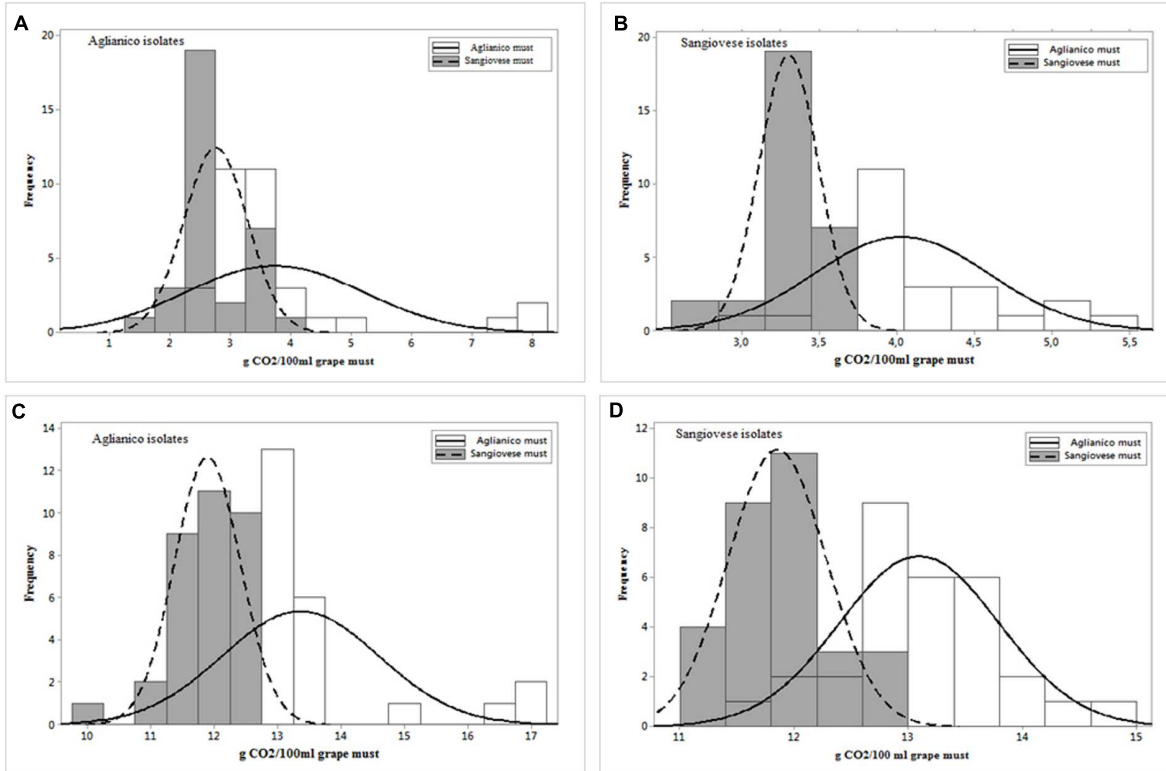 A
Aglianico isolates
Aglianico must
Sangiovese must
20
15
10
5
0
Frequency
1 2 3 4 5 6 7 8
g CO2/100ml grape must
B
Sangiovese isolates
Aglianico must
Sangiovese must
20
15
10
5
0
Frequency
3,0 3,5 4,0 4,5 5,0 5,5
g CO2/100ml grape must
C
Aglianico isolates
Aglianico must
Sangiovese must
14
12
10
8
6
4
2
0
Frequency
10 11 12 13 14 15 16 17
g CO2/100ml grape must
D
Sangiovese isolates
Aglianico must
Sangiovese must
12
10
8
6
4
2
0
Frequency
11 12 13 14 15
g CO2/100 ml grape must